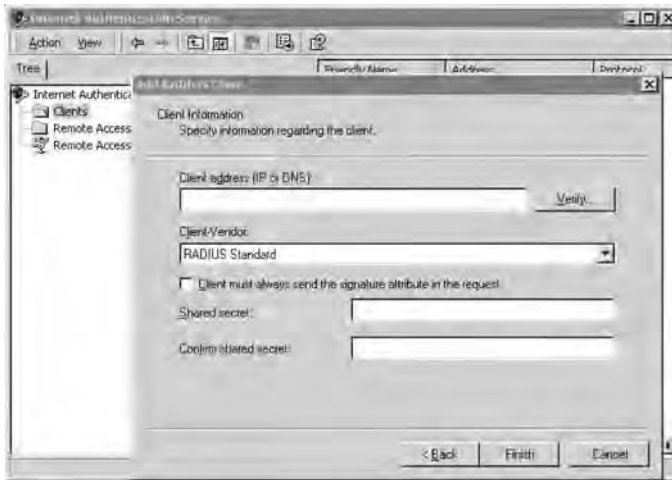 Internet Authentication Service
Action View
Tree
Friendly Name Address Protocol
Internet Authentica
Clients
Remote Access
Remote Access
Add RADIUS Client
Client Information
Specify information regarding the client.
Client address (IP or DNS):
Verify...
Client-Vendor:
RADIUS Standard
Client must always send the signature attribute in the request
Shared secret:
Confirm shared secret:
< Back Finish Cancel